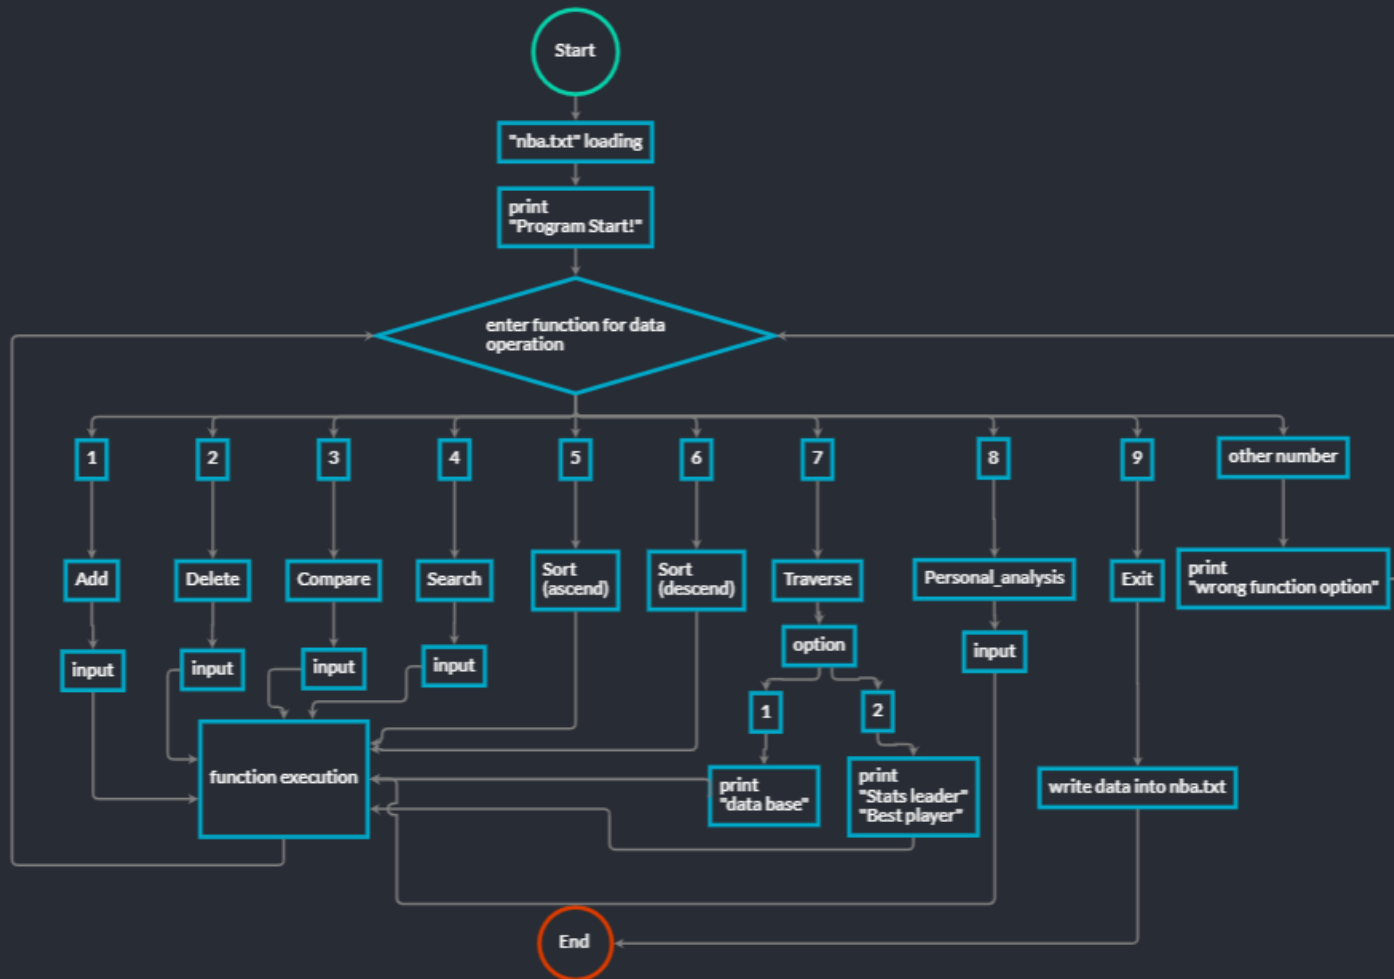 Start
"nba.txt" loading
print
"Program Start!"
enter function for data
operation
1
2
3
4
5
6
7
8
9
other number
Add
Delete
Compare
Search
Sort
(ascend)
Sort
(descend)
Traverse
Personal_analysis
Exit
print
"wrong function option"
input
input
input
input
option
input
1
2
function execution
print
"data base"
print
"Stats leader"
"Best player"
write data into nba.txt
End